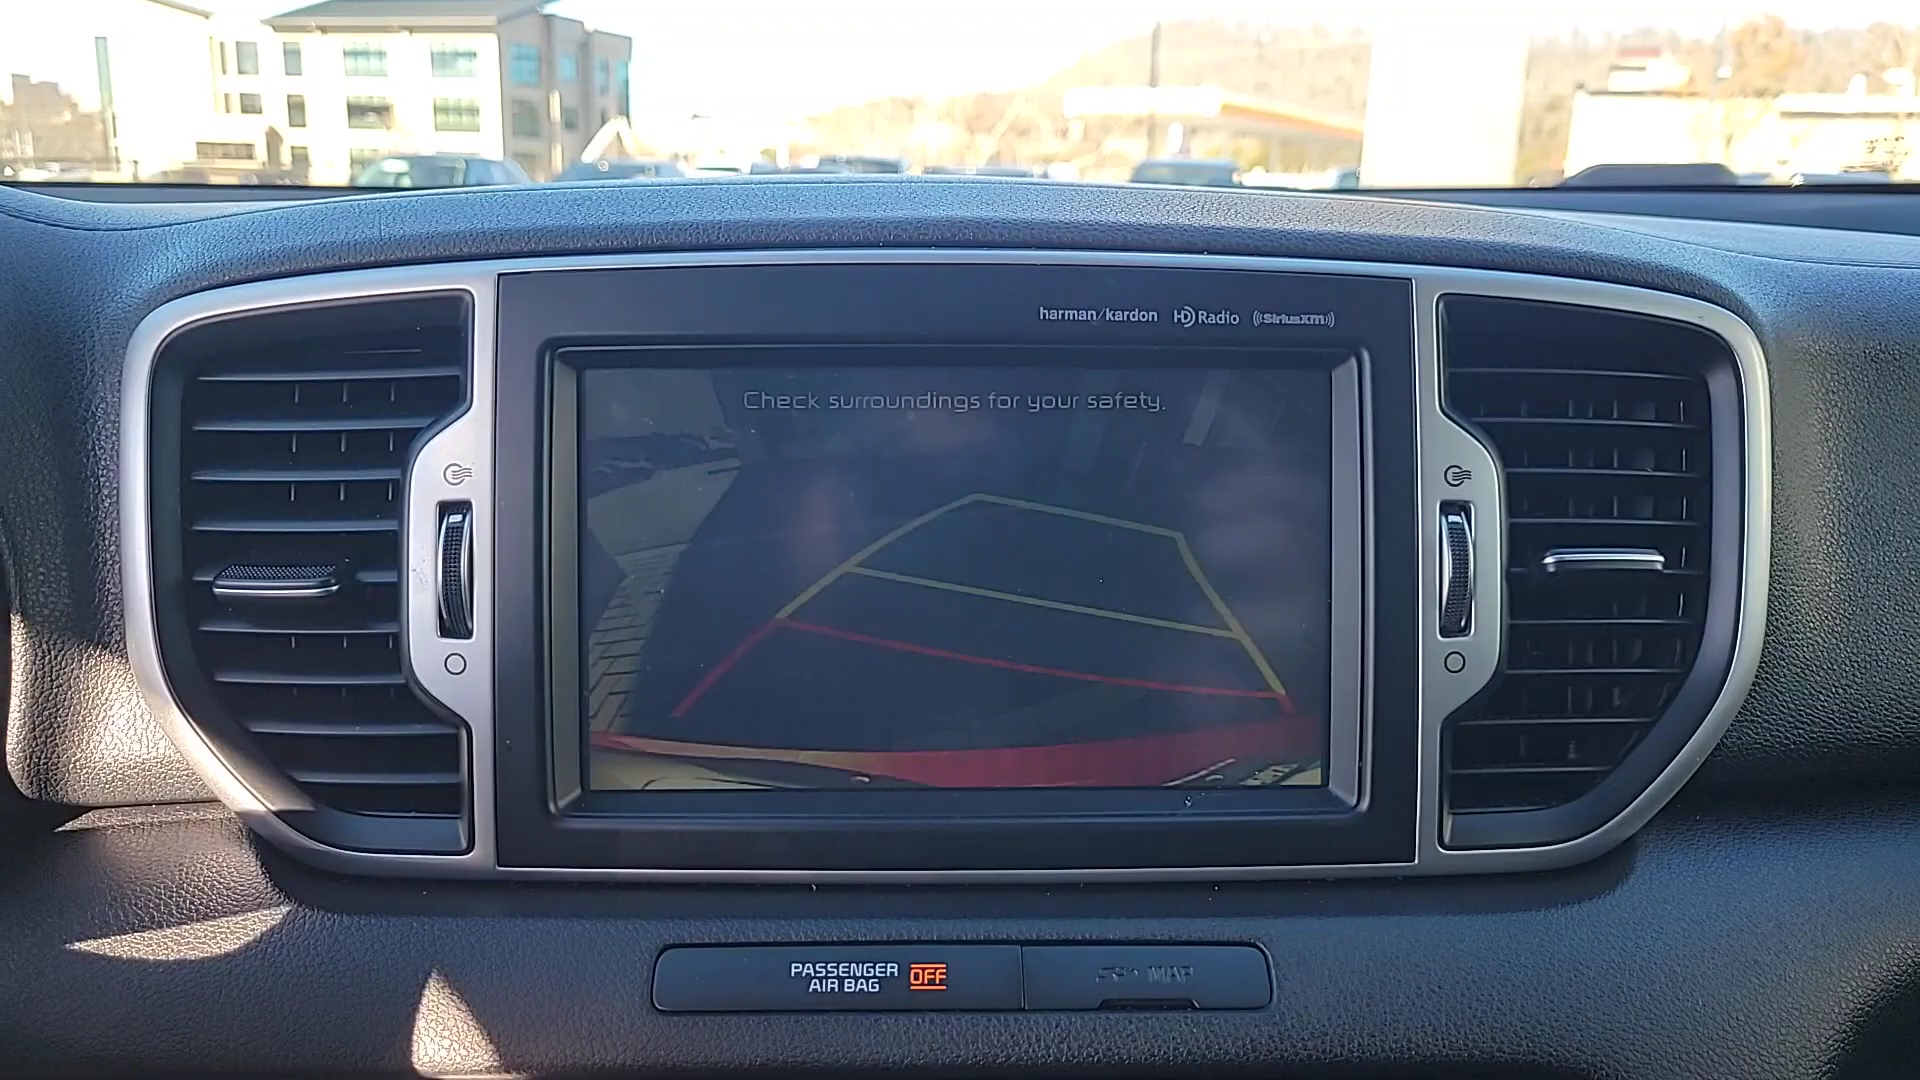 harman/kardon HD Radio ((SiriusXM))
Check surroundings for your safety.
PASSENGER
AIR BAG OFF
MAP